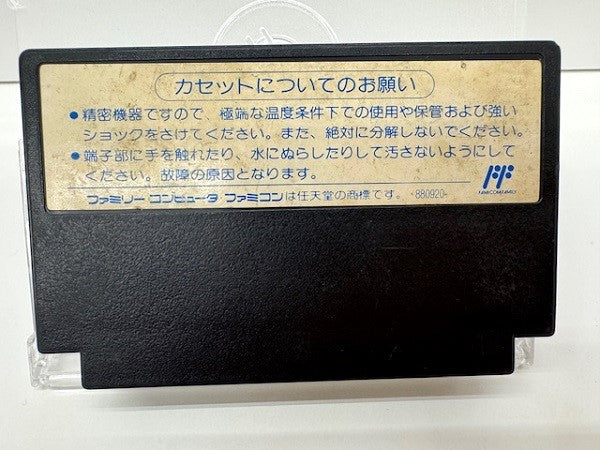 カセットについてのお願い
●精密機器ですので、極端な温度条件下での使用や保管および強い
ショックをさけてください。また、絶対に分解しないでください。
●端子部に手を触れたり、水にぬらしたりして汚さないようにして
ください。故障の原因となります。
ファミリーコンピュータ・ファミコンは任天堂の商標です。 -880920-
FAMICOM FAMILY